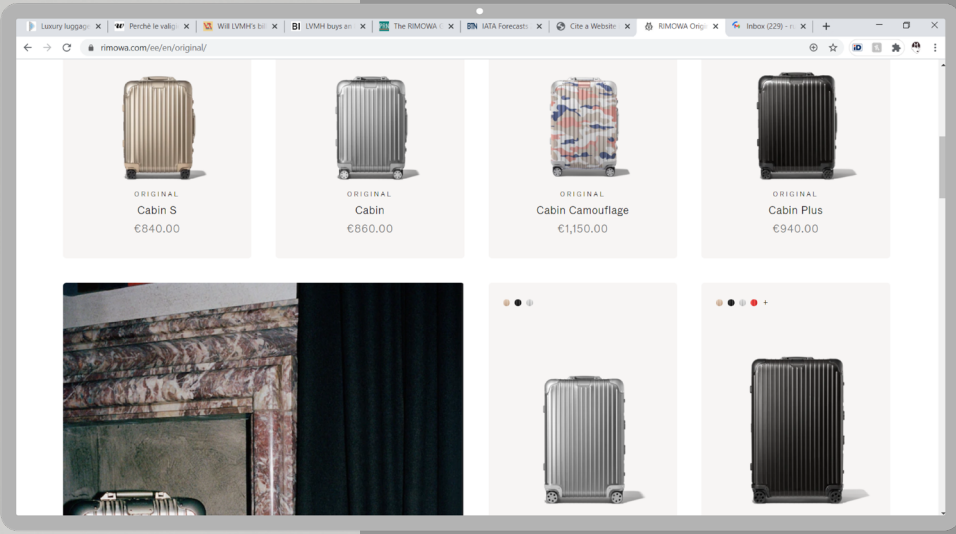 Luxury luggage
Perché le valig
Will LVMH's bil
BI LVMH buys an
The RIMOWA C
IATA Forecasts
Cite a Website
RIMOWA Origi
Inbox (229) - n
rimowa.com/ee/en/original/
iD
ORIGINAL
Cabin S
€840.00
ORIGINAL
Cabin
€860.00
ORIGINAL
Cabin Camouflage
€1,150.00
ORIGINAL
Cabin Plus
€940.00
+